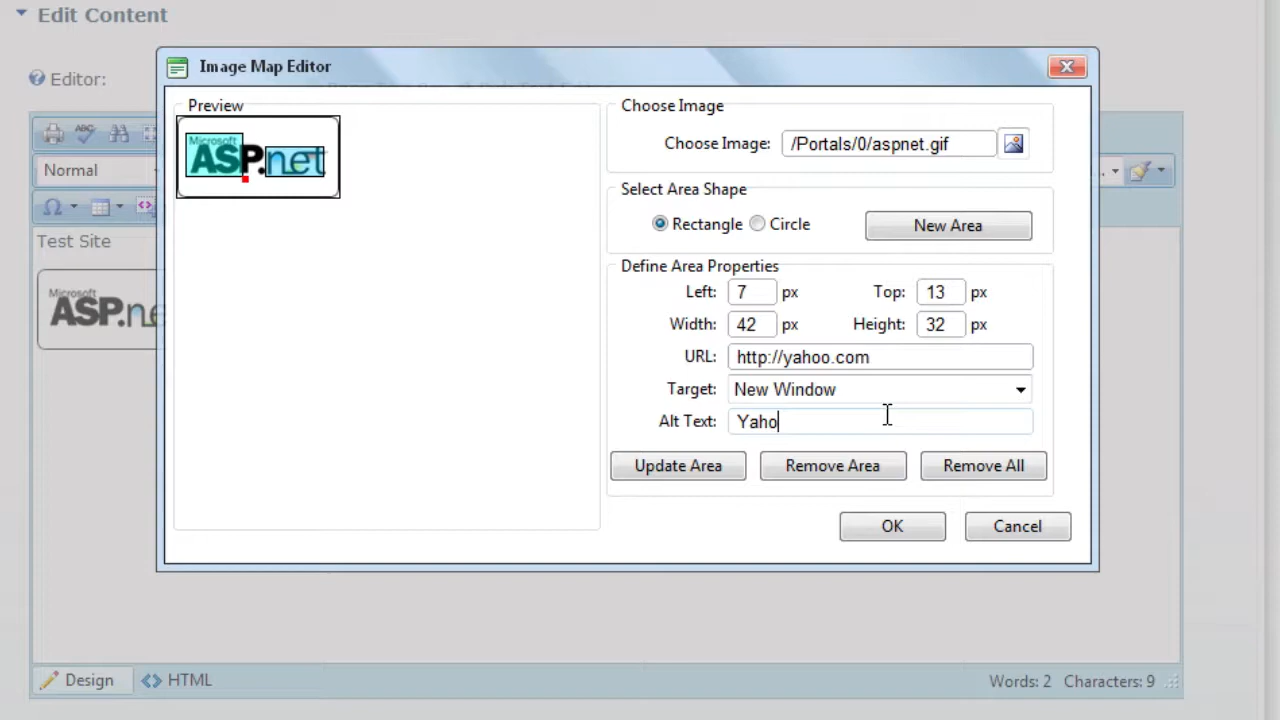 Edit Content
Editor:
Image Map Editor
Preview
Microsoft
ASP.net
Choose Image
Choose Image: /Portals/0/aspnet.gif
Select Area Shape
Rectangle Circle New Area
Define Area Properties
Left: 7 px Top: 13 px
Width: 42 px Height: 32 px
URL: http://yahoo.com
Target: New Window
Alt Text: Yaho
Update Area Remove Area Remove All
OK Cancel
Normal
Test Site
Microsoft
ASP.ne
Design HTML Words: 2 Characters: 9